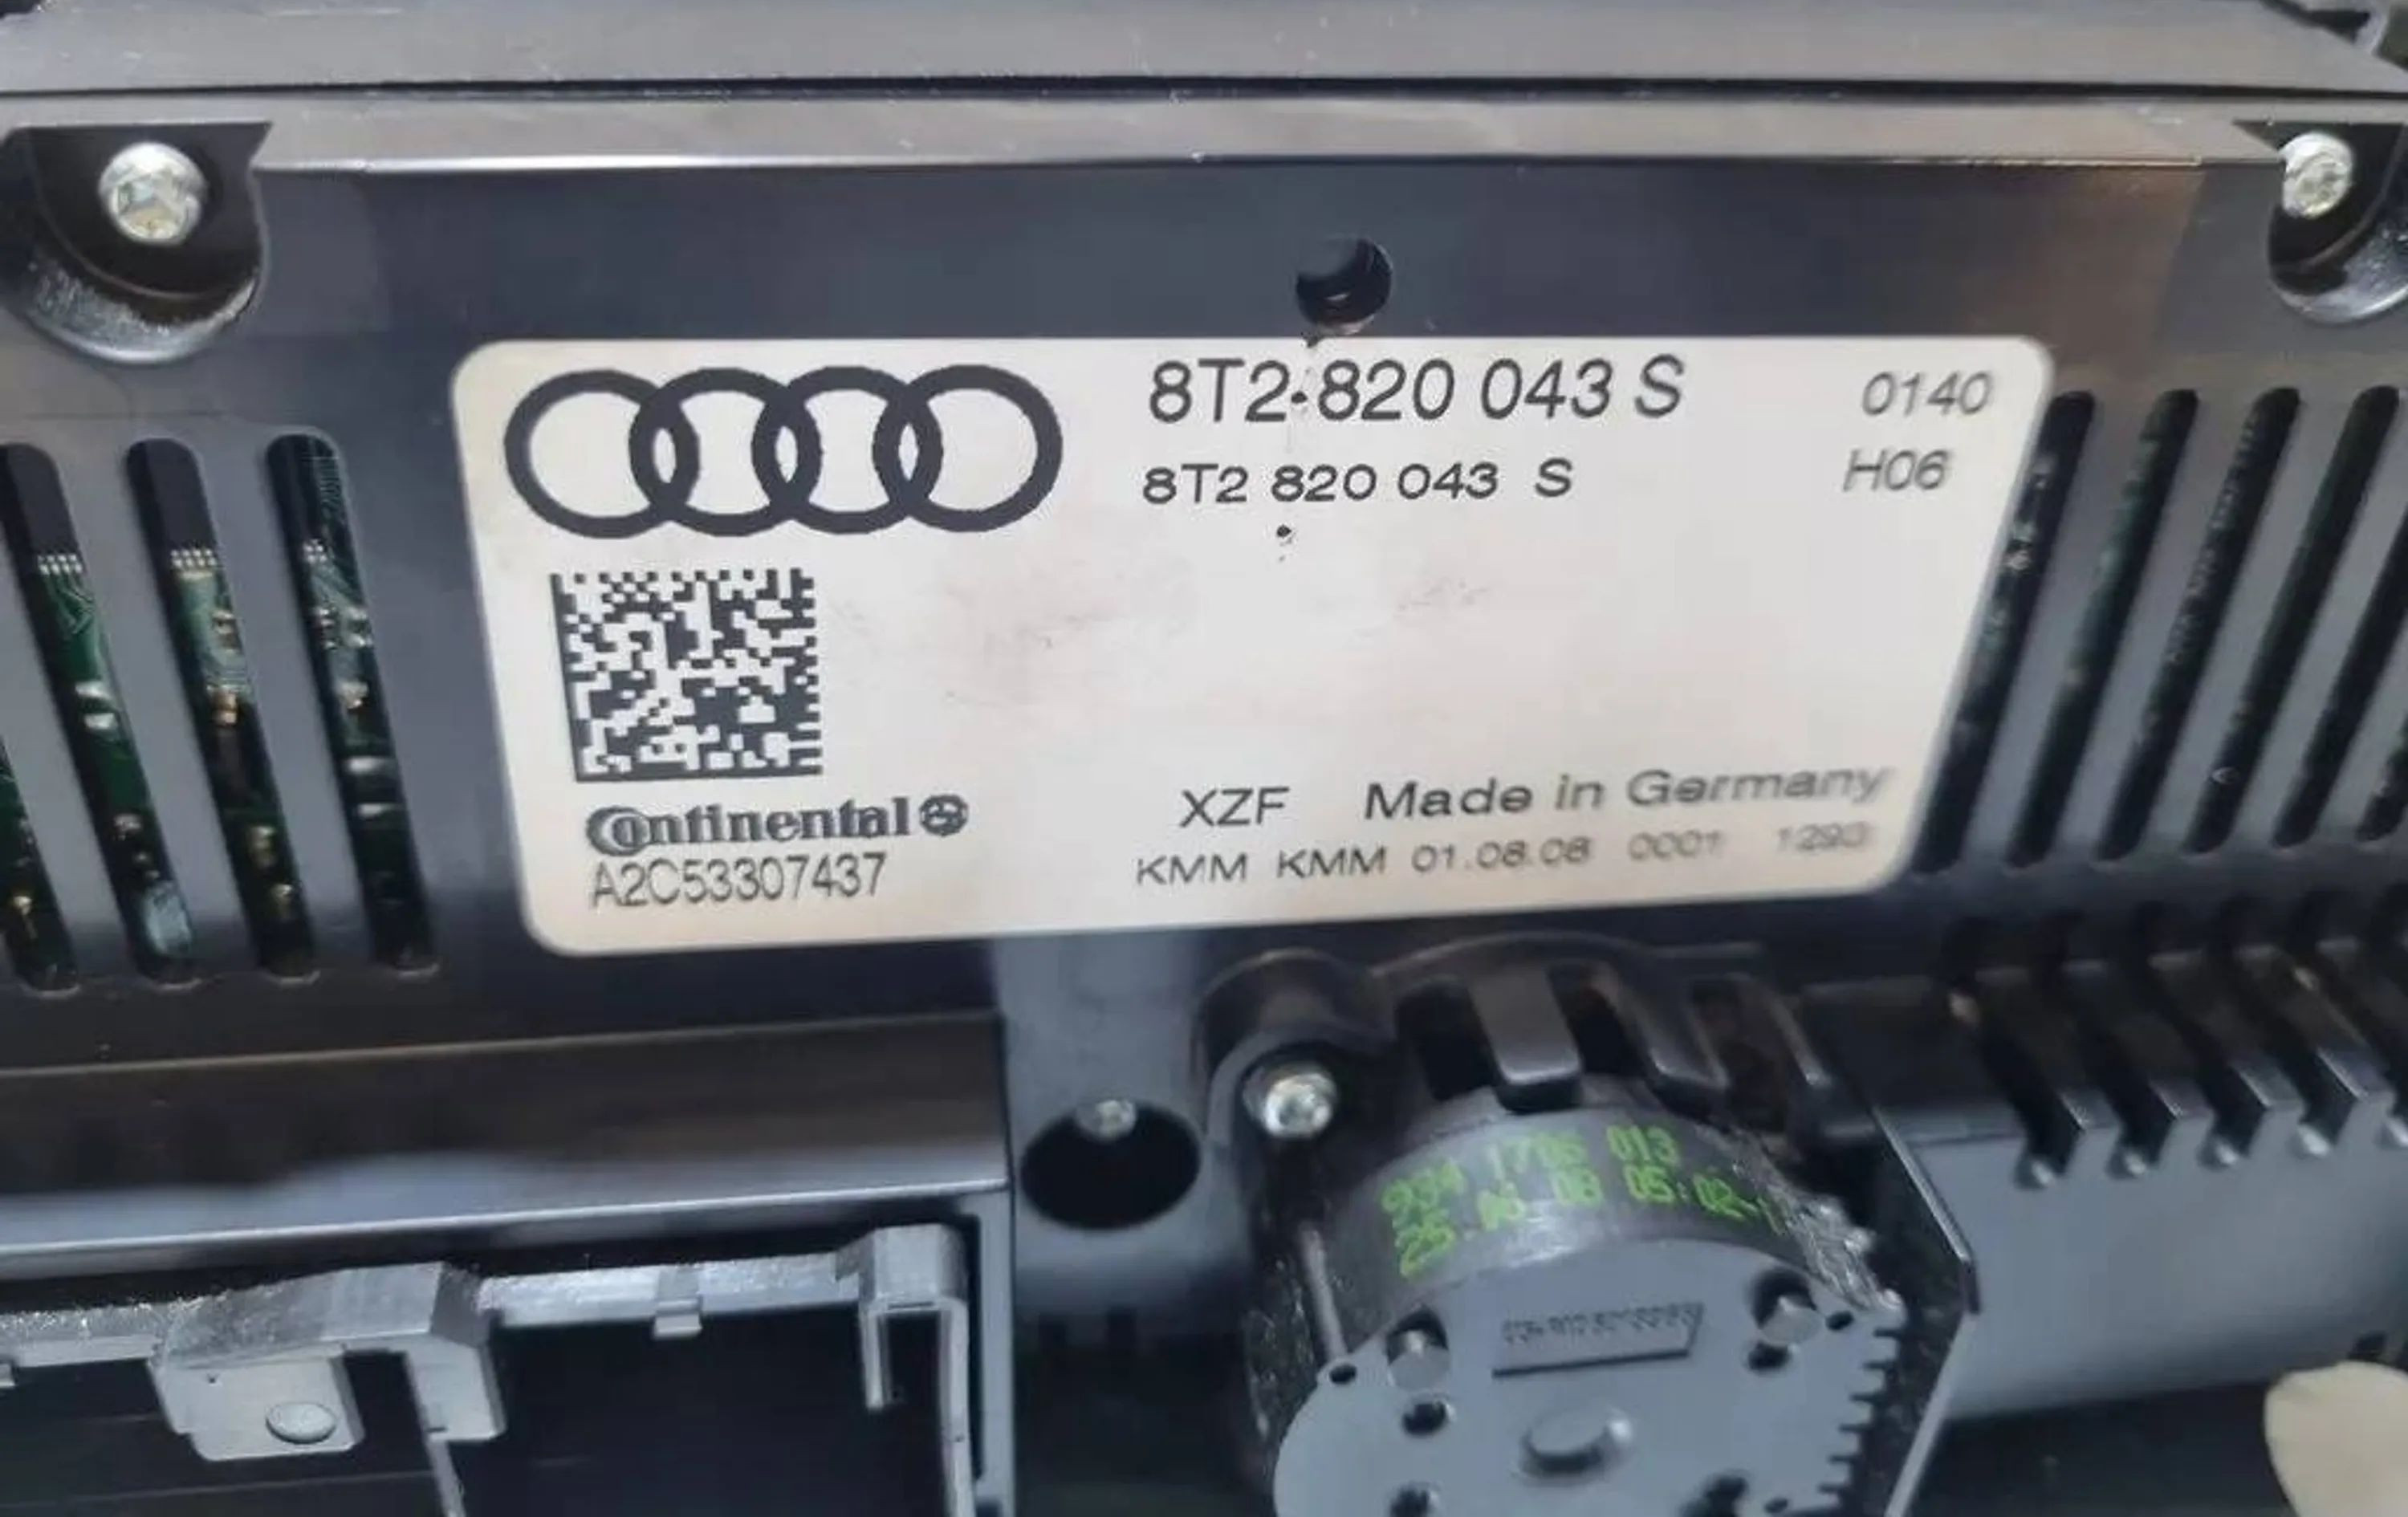 8T2 820 043 S 0140
8T2 820 043 S H06
Continental
A2C53307437
XZF Made in Germany
KMM KMM 01.08.08 0001 1293
013